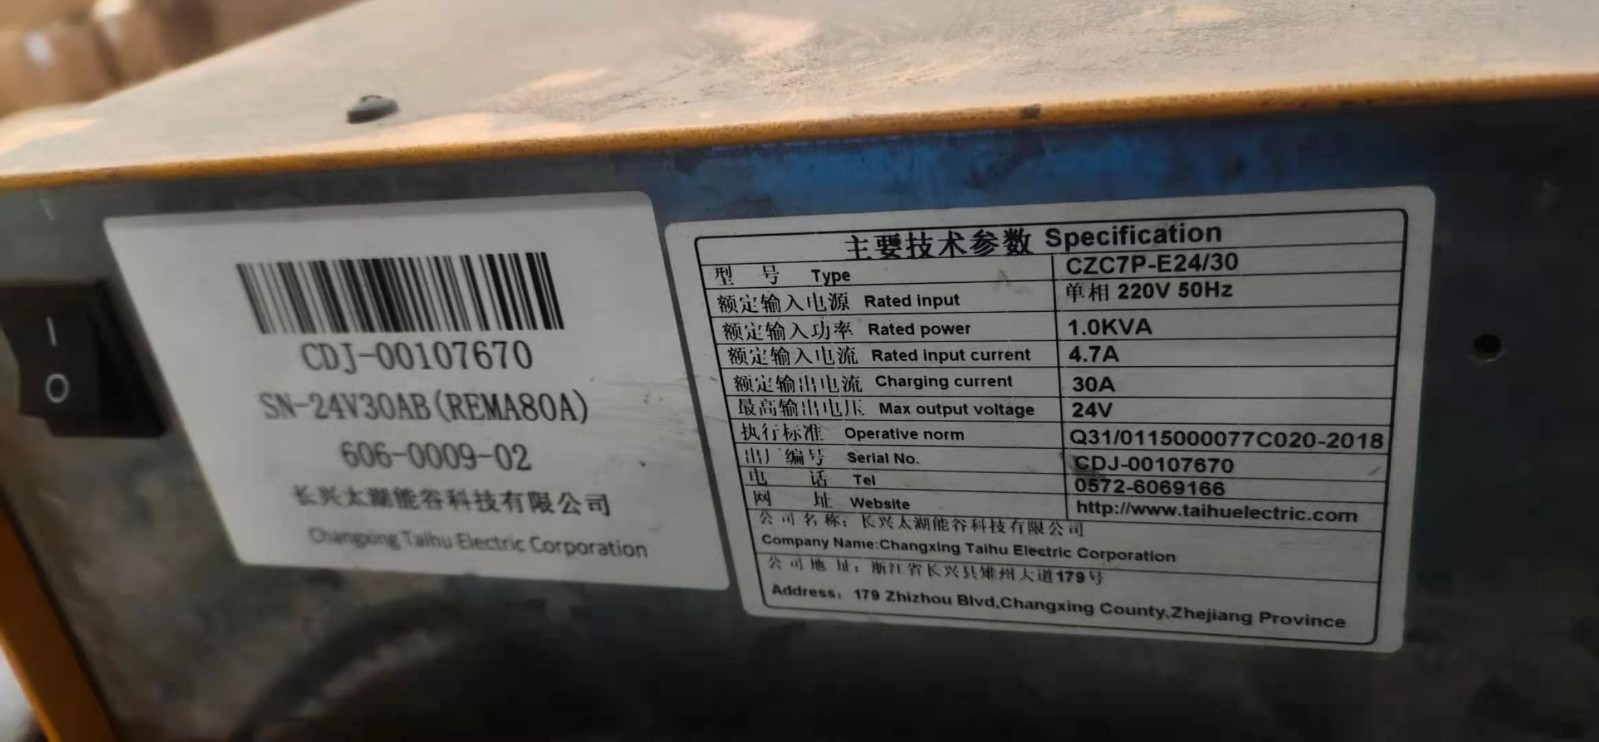 CDJ-00107670
SN-24V30AB(REMA80A)
606-0009-02
长兴太湖能谷科技有限公司
Changxing Taihu Electric Corporation
主要技术参数 Specification
型 号 Type CZC7P-E24/30
额定输入电源 Rated input 单相 220V 50Hz
额定输入功率 Rated power 1.0KVA
额定输入电流 Rated input current 4.7A
额定输出电流 Charging current 30A
最高输出电压 Max output voltage 24V
执行标准 Operative norm Q31/0115000077C020-2018
出厂编号 Serial No. CDJ-00107670
电 话 Tel 0572-6069166
网 址 Website http://www.taihuelectric.com
公司名称：长兴太湖能谷科技有限公司
Company Name:Changxing Taihu Electric Corporation
公司地址：浙江省长兴县雉州大道179号
Address: 179 Zhizhou Blvd,Changxing County,Zhejiang Province